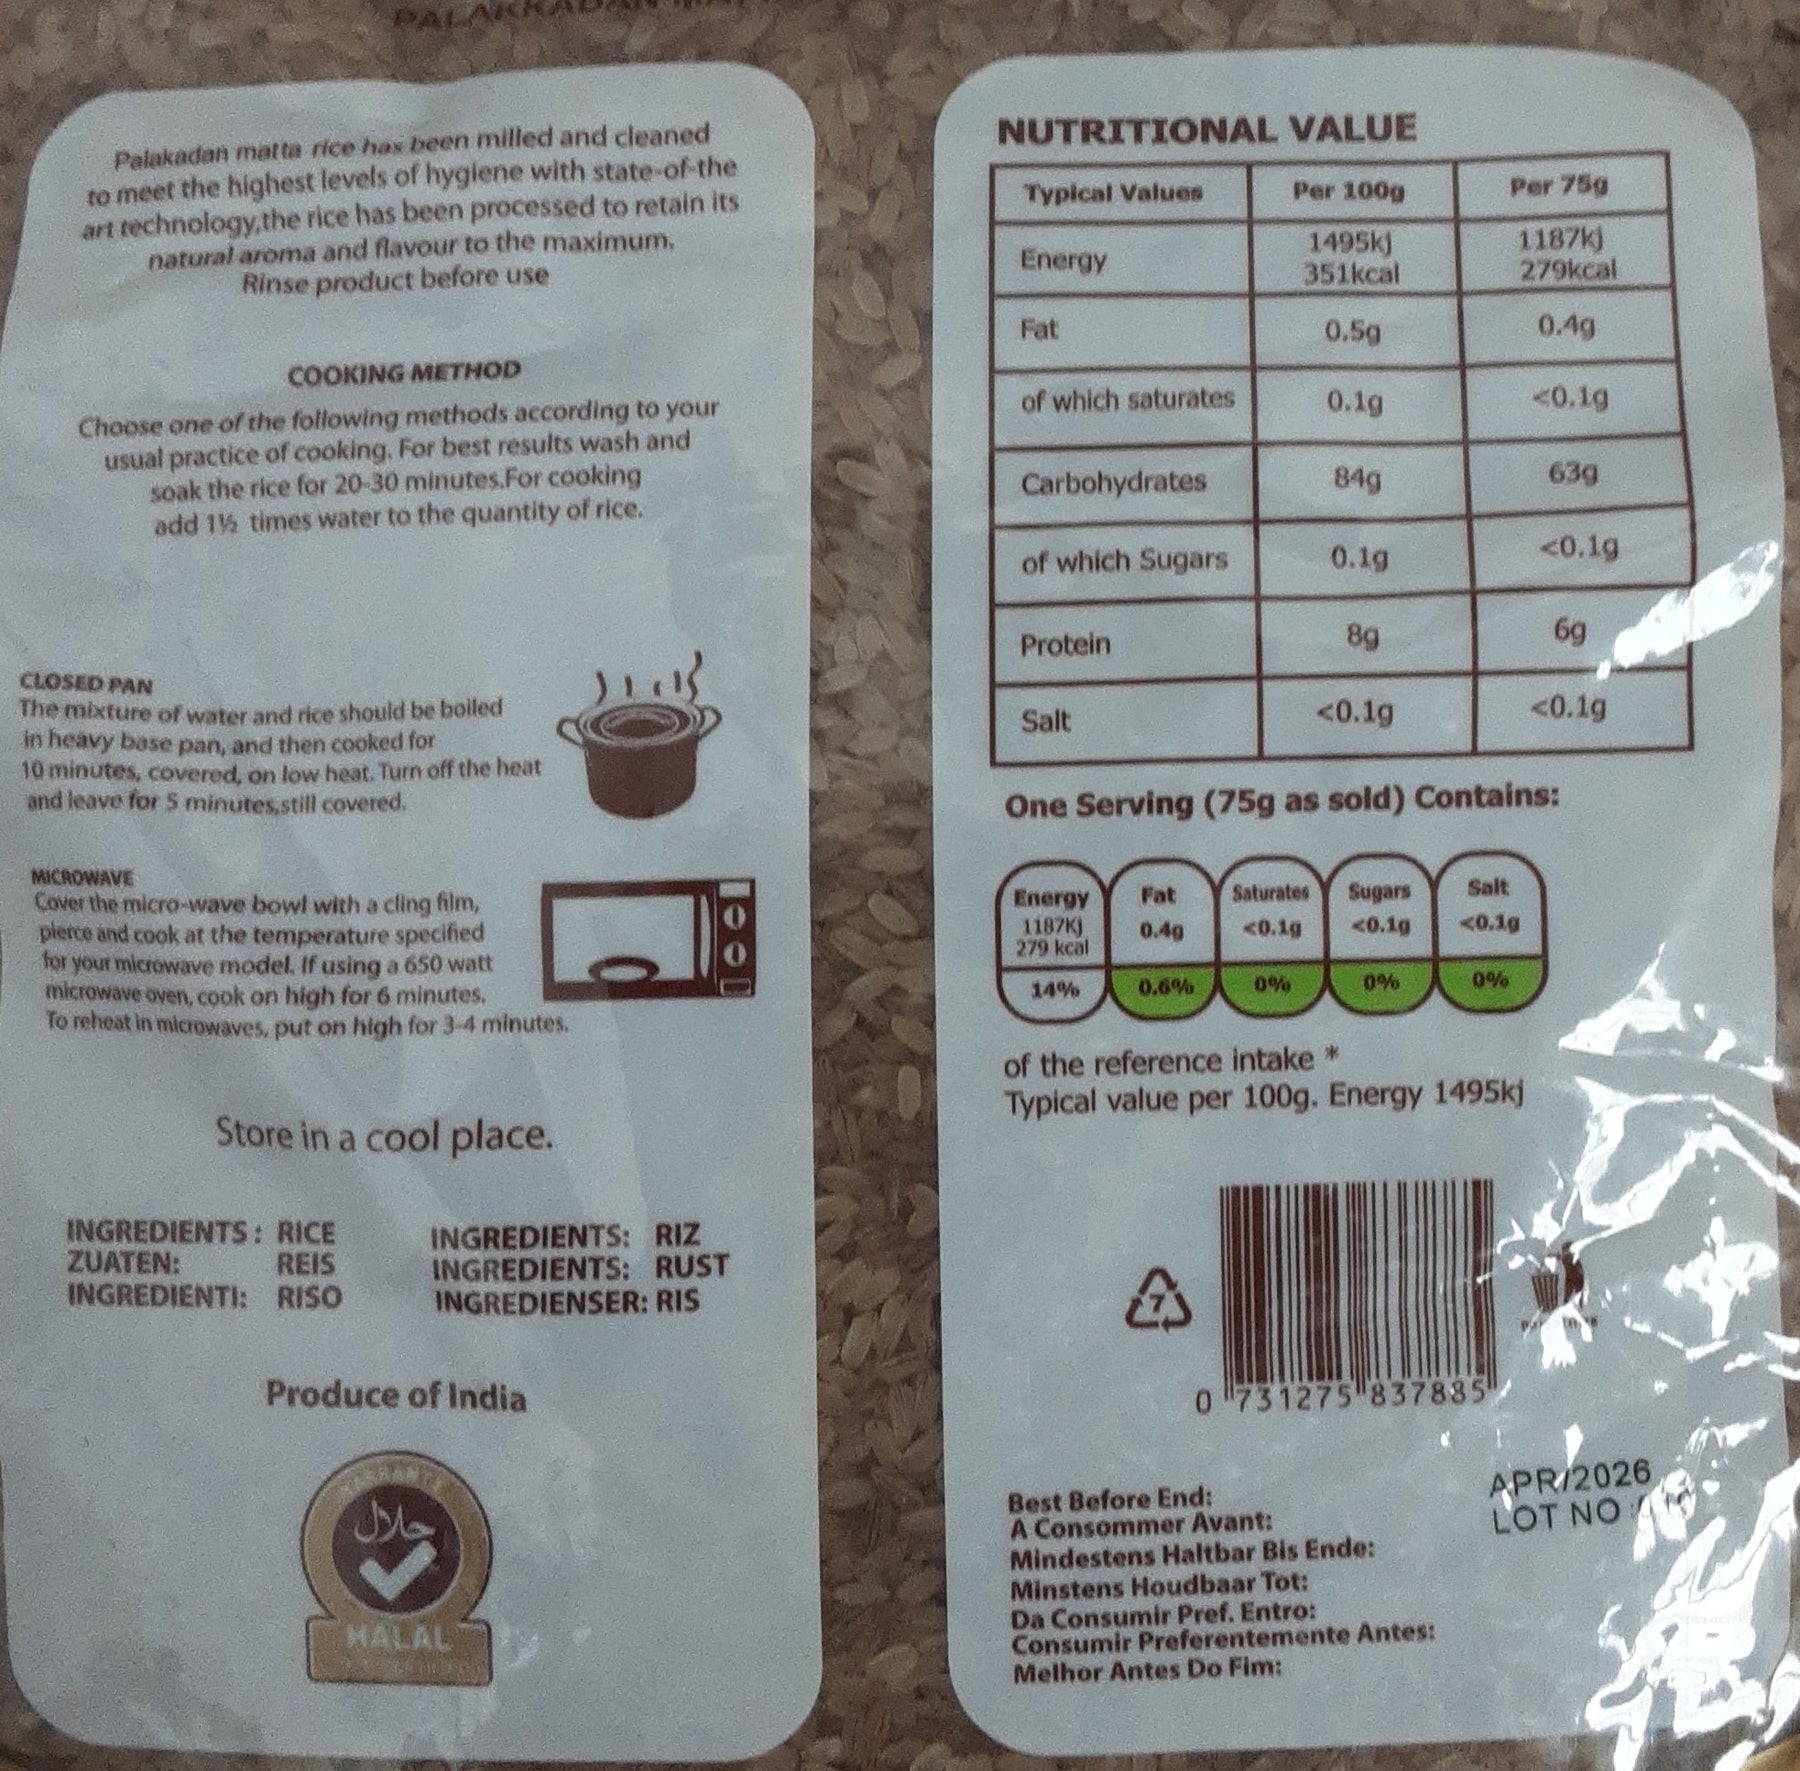 Palakadan matta rice has been milled and cleaned
to meet the highest levels of hygiene with state-of-the
art technology,the rice has been processed to retain its
natural aroma and flavour to the maximum.
Rinse product before use
COOKING METHOD
Choose one of the following methods according to your
usual practice of cooking. For best results wash and
soak the rice for 20-30 minutes.For cooking
add 1½ times water to the quantity of rice.
CLOSED PAN
The mixture of water and rice should be boiled
in heavy base pan, and then cooked for
10 minutes, covered, on low heat. Turn off the heat
and leave for 5 minutes,still covered.
MICROWAVE
Cover the micro-wave bowl with a cling film,
pierce and cook at the temperature specified
for your microwave model. If using a 650 watt
microwave oven, cook on high for 6 minutes.
To reheat in microwaves, put on high for 3-4 minutes.
Store in a cool place.
INGREDIENTS : RICE INGREDIENTS: RIZ
ZUATEN: REIS INGREDIENTS: RUST
INGREDIENTI: RISO INGREDIENSER: RIS
Produce of India
حلال
HALAL
NUTRITIONAL VALUE
Typical Values Per 100g Per 75g
Energy 1495kj 351kcal 1187kj 279kcal
Fat 0.5g 0.4g
of which saturates 0.1g <0.1g
Carbohydrates 84g 63g
of which Sugars 0.1g <0.1g
Protein 8g 6g
Salt <0.1g <0.1g
One Serving (75g as sold) Contains:
Energy Fat Saturates Sugars Salt
1187KJ 0.4g <0.1g <0.1g <0.1g
279 kcal
14% 0.6% 0% 0% 0%
of the reference intake *
Typical value per 100g. Energy 1495kj
7
0 731275 837885
Best Before End:
A Consommer Avant:
Mindestens Haltbar Bis Ende:
Minstens Houdbaar Tot:
Da Consumir Pref. Entro:
Consumir Preferentemente Antes:
Melhor Antes Do Fim:
APR/2026
LOT NO